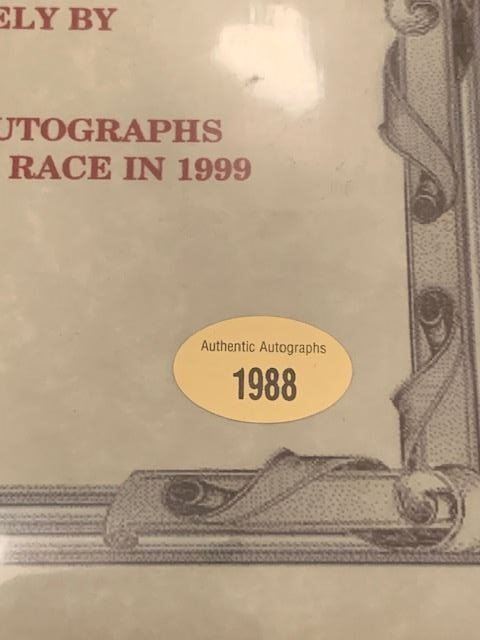 ELY BY
UTOGRAPHS
RACE IN 1999
Authentic Autographs
1988